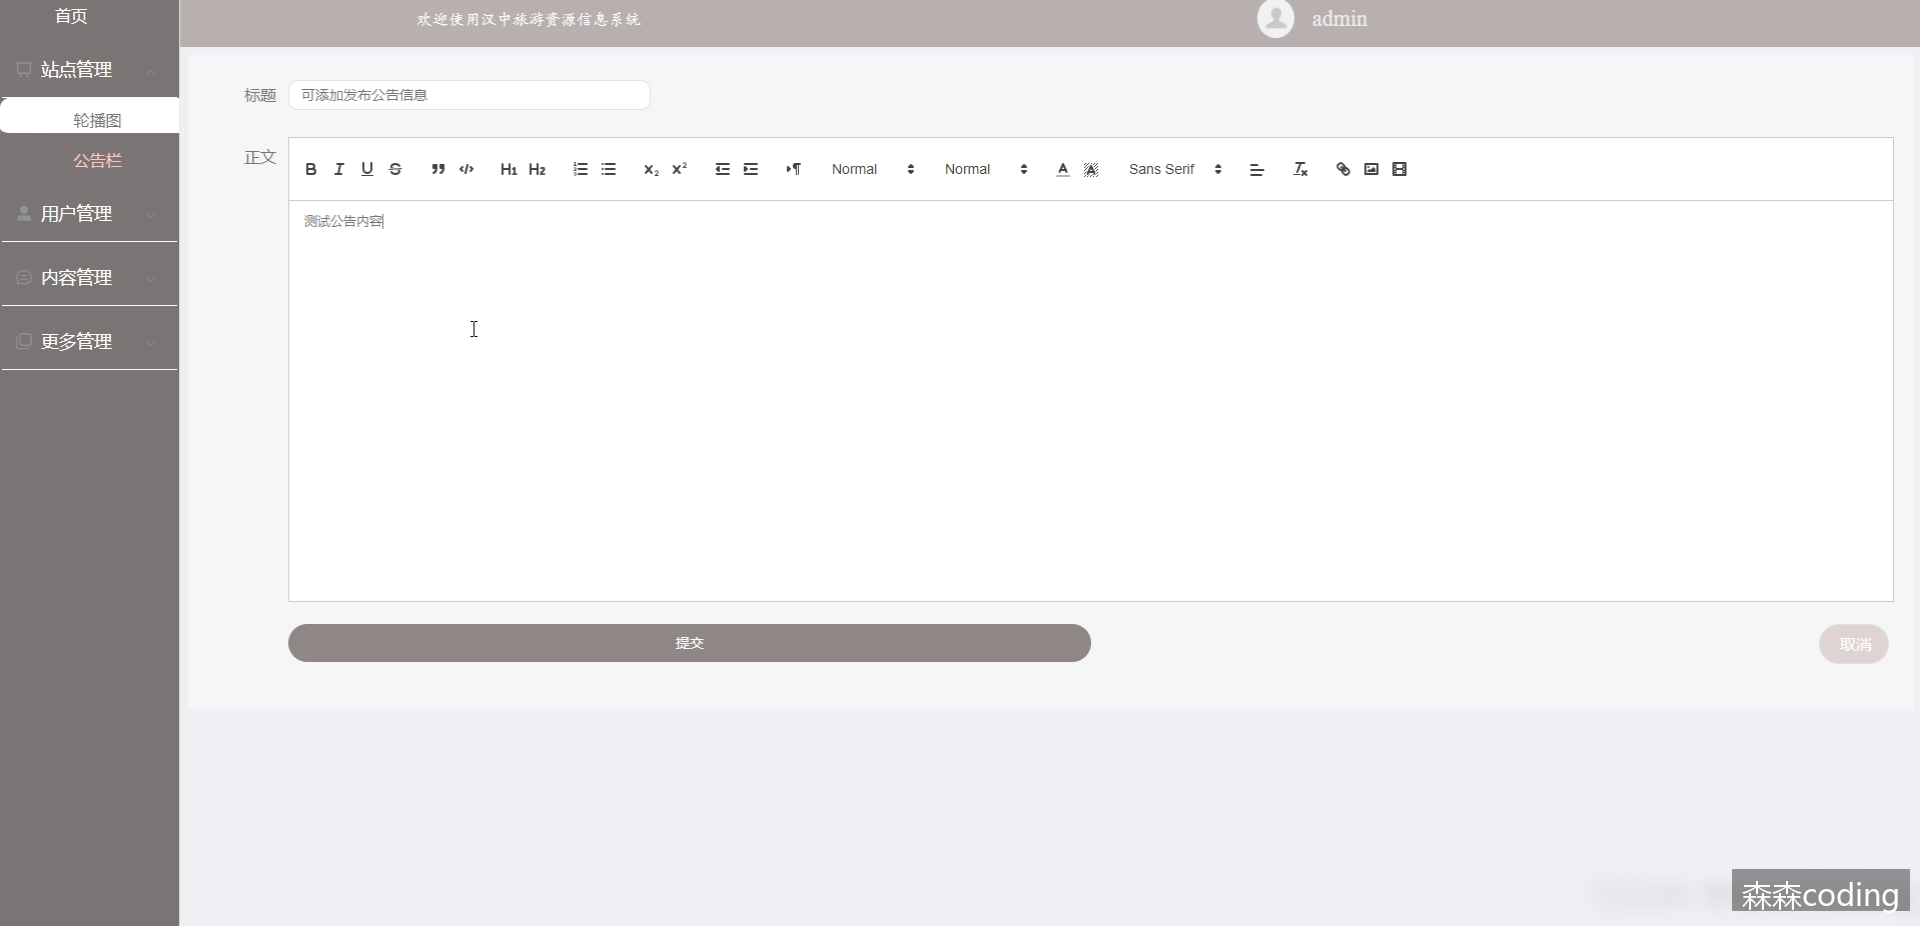 首页
欢迎使用汉中旅游资源信息系统
admin
站点管理
轮播图
公告栏
用户管理
内容管理
更多管理
标题
可添加发布公告信息
正文
B I U S H1 H2 X2 X2 Normal Normal A A Sans Serif Tx
测试公告内容
提交
取消
森森coding